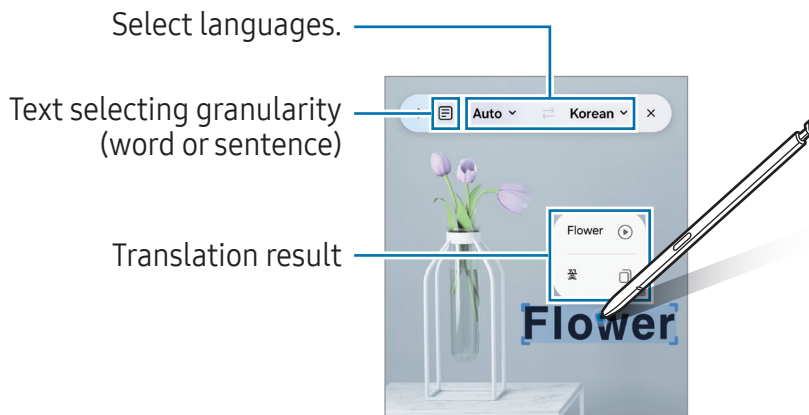 Select languages.
Auto
Korean
Text selecting granularity
(word or sentence)
Flower
꽃
Translation result
Flower